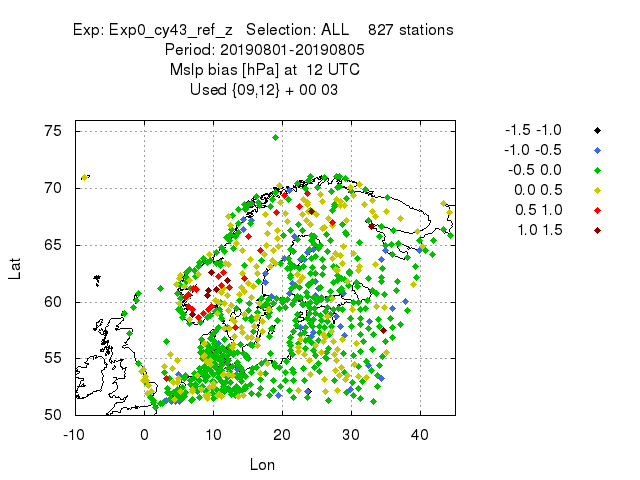 Exp: Exp0_cy43_ref_z   Selection: ALL    827 stations
Period: 20190801-20190805
Mslp bias [hPa] at  12 UTC
Used {09,12} + 00 03
-1.5 -1.0
-1.0 -0.5
-0.5 0.0
0.0 0.5
0.5 1.0
1.0 1.5
75
70
65
60
55
50
Lat
-10 0 10 20 30 40
Lon